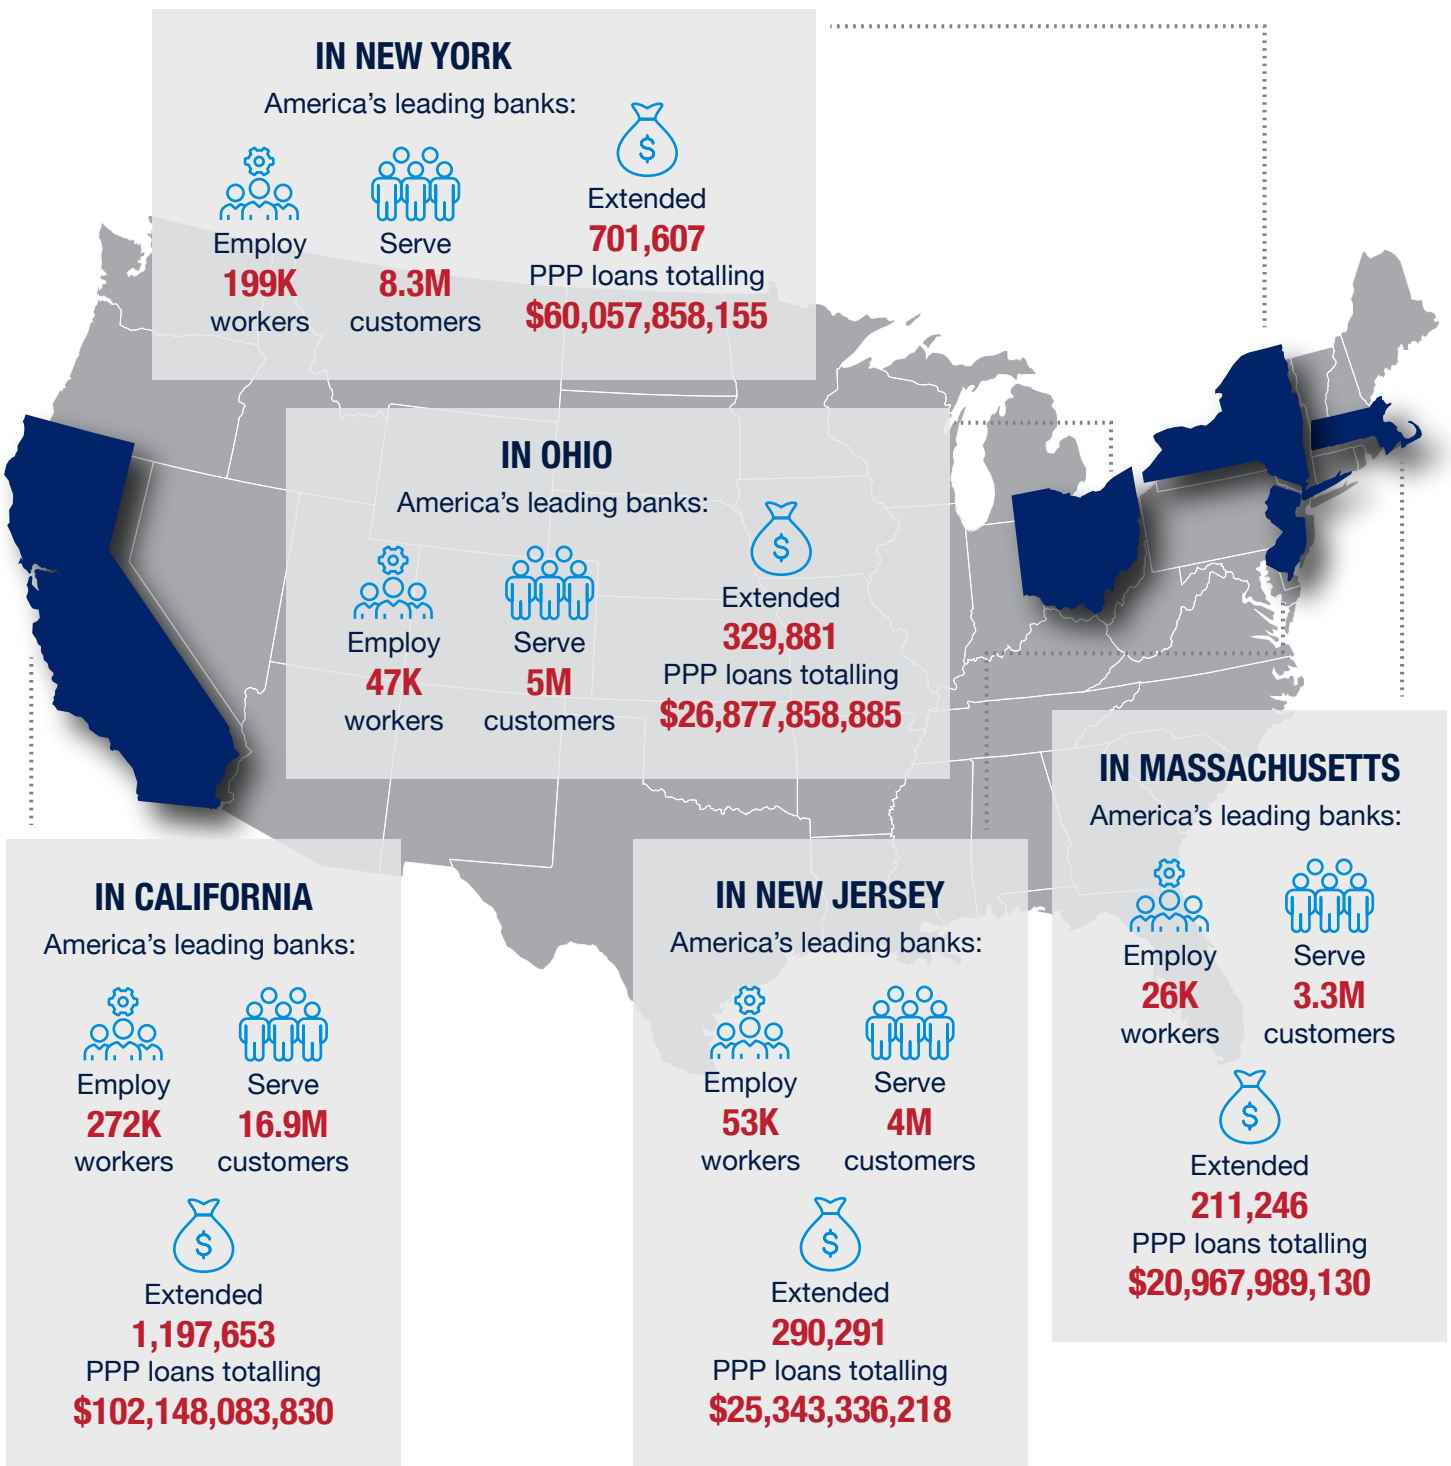 IN NEW YORK
America’s leading banks:
Employ
199K
workers
Serve
8.3M
customers
$
Extended
701,607
PPP loans totalling
$60,057,858,155
IN OHIO
America’s leading banks:
Employ
47K
workers
Serve
5M
customers
$
Extended
329,881
PPP loans totalling
$26,877,858,885
IN MASSACHUSETTS
America’s leading banks:
Employ
26K
workers
Serve
3.3M
customers
$
Extended
211,246
PPP loans totalling
$20,967,989,130
IN CALIFORNIA
America’s leading banks:
Employ
272K
workers
Serve
16.9M
customers
$
Extended
1,197,653
PPP loans totalling
$102,148,083,830
IN NEW JERSEY
America’s leading banks:
Employ
53K
workers
Serve
4M
customers
$
Extended
290,291
PPP loans totalling
$25,343,336,218